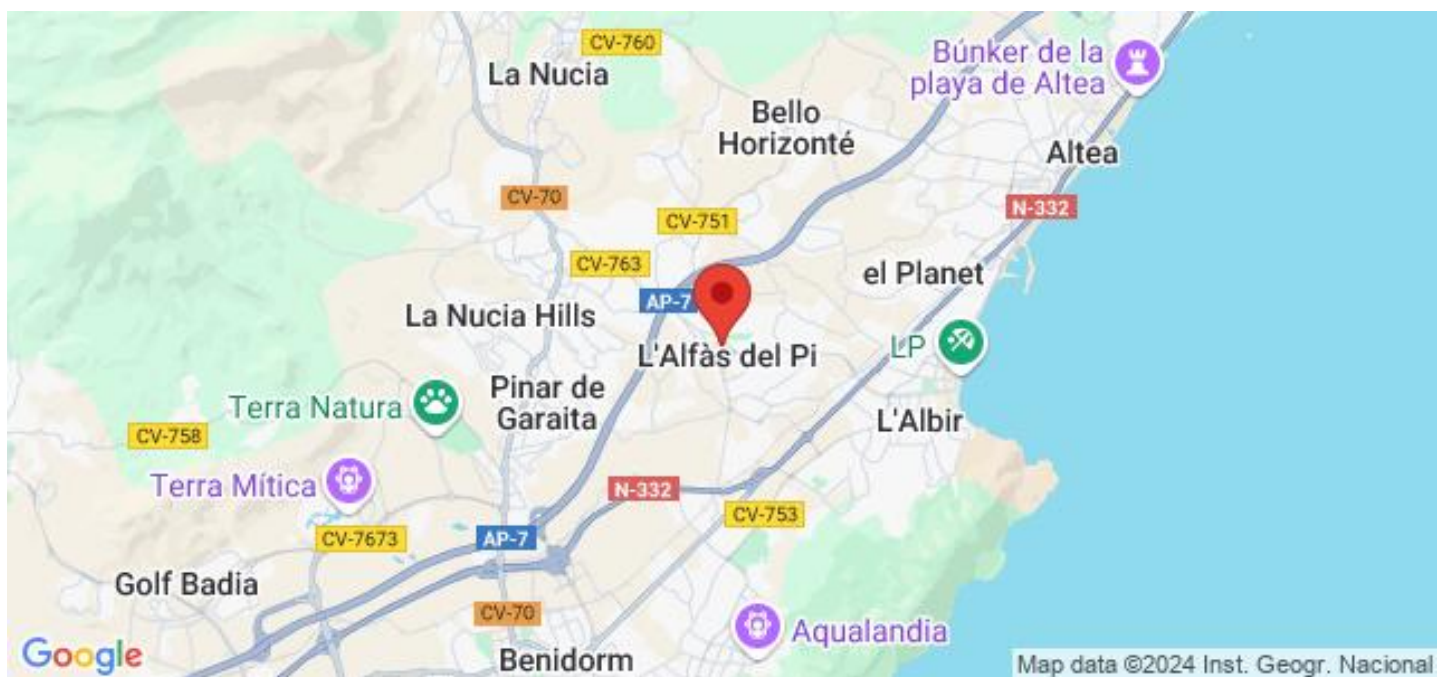 CV-760
La Nucia
Búnker de la
playa de Altea
Bello
Horizonté
Altea
CV-70
N-332
CV-751
CV-763
el Planet
AP-7
La Nucia Hills
L'Alfàs del Pi
LP
Pinar de
Garaita
Terra Natura
L'Albir
CV-758
Terra Mítica
N-332
CV-753
CV-7673
AP-7
Golf Badia
CV-70
Aqualandia
Benidorm
Google
Map data ©2024 Inst. Geogr. Nacional